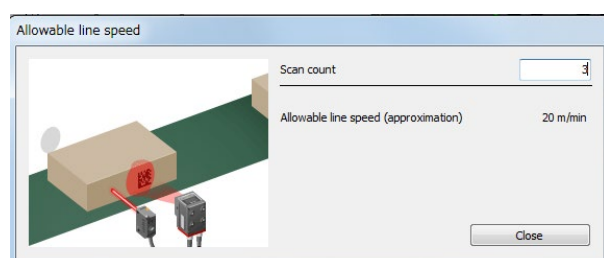 Allowable line speed
Scan count 3
Allowable line speed (approximation) 20 m/min
Close